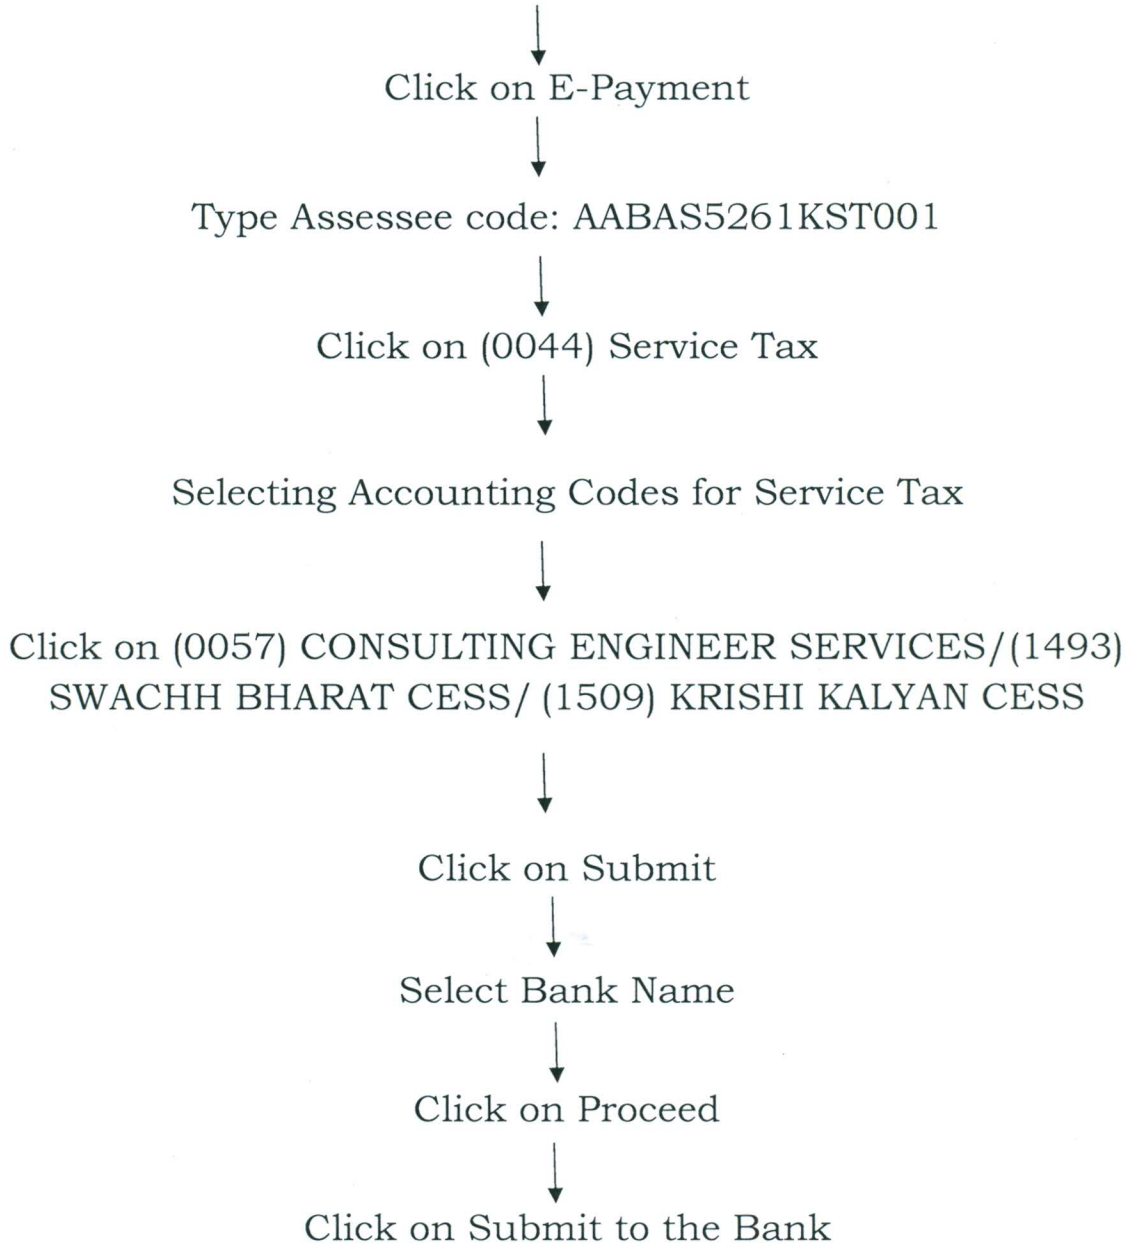 Click on E-Payment
Type Assessee code: AABAS5261KST001
Click on (0044) Service Tax
Selecting Accounting Codes for Service Tax
Click on (0057) CONSULTING ENGINEER SERVICES/(1493)
SWACHH BHARAT CESS/ (1509) KRISHI KALYAN CESS
Click on Submit
Select Bank Name
Click on Proceed
Click on Submit to the Bank